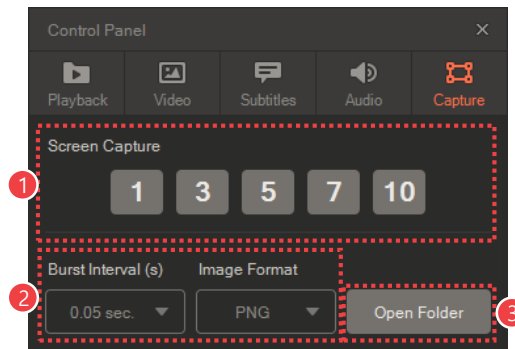 Control Panel
Playback Video Subtitles Audio Capture
Screen Capture
1
1 3 5 7 10
Burst Interval (s) Image Format
2
0.05 sec. PNG Open Folder
3